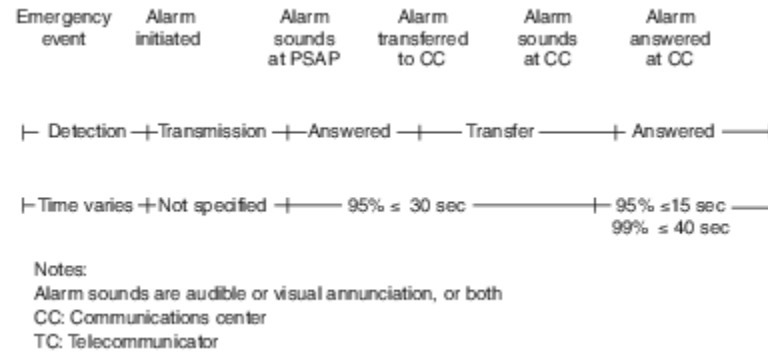 Emergency event
Alarm initiated
Alarm sounds at PSAP
Alarm transferred to CC
Alarm sounds at CC
Alarm answered at CC
Detection Transmission Answered Transfer Answered
Time varies Not specified 95% ≤ 30 sec 95% ≤15 sec
99% ≤ 40 sec
Notes:
Alarm sounds are audible or visual annunciation, or both
CC: Communications center
TC: Telecommunicator